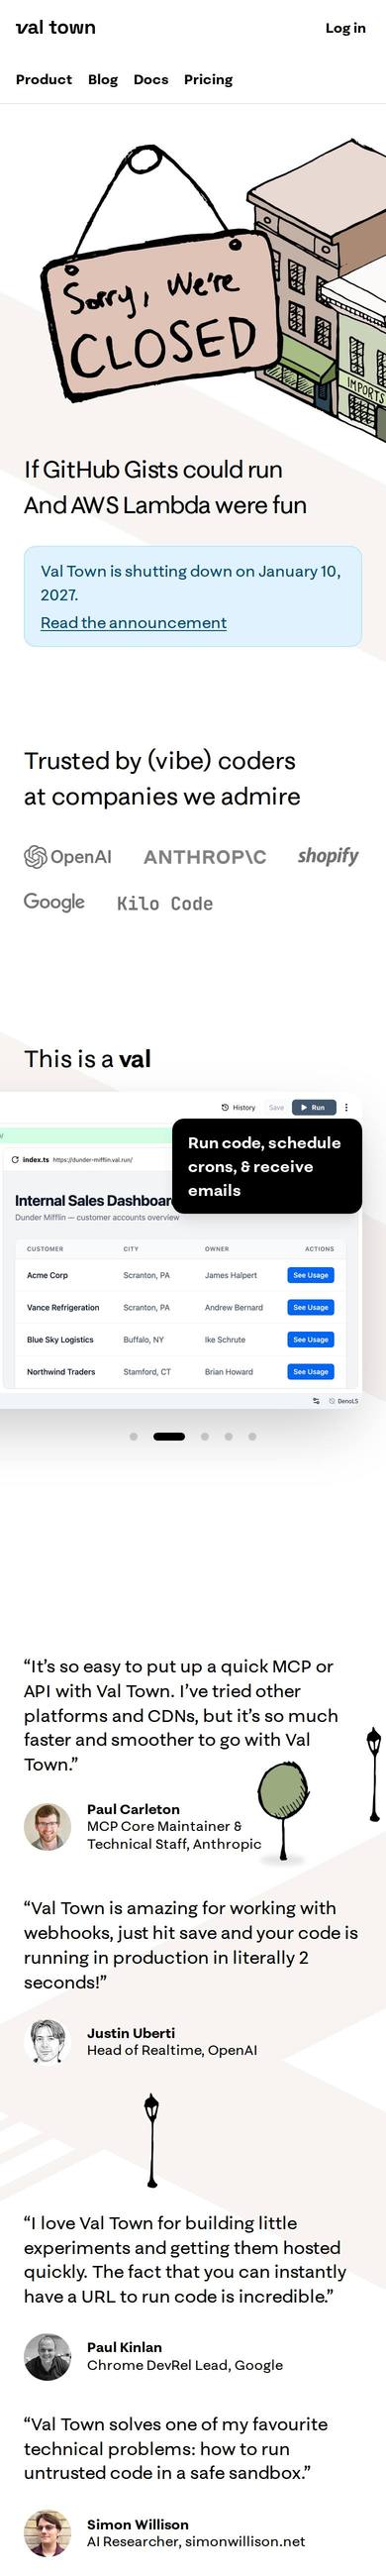 val town
Log in
Product Blog Docs Pricing
Sorry, We're
CLOSED
IMPORTS
If GitHub Gists could run
And AWS Lambda were fun
Val Town is shutting down on January 10,
2027.
Read the announcement
Trusted by (vibe) coders
at companies we admire
OpenAI ANTHROP\C shopify
Google Kilo Code
This is a val
History Save Run
Run code, schedule
crons, & receive
emails
index.ts https://dunder-mifflin.val.run/
Internal Sales Dashboar
Dunder Mifflin — customer accounts overview
CUSTOMER CITY OWNER ACTIONS
Acme Corp Scranton, PA James Halpert See Usage
Vance Refrigeration Scranton, PA Andrew Bernard See Usage
Blue Sky Logistics Buffalo, NY Ike Schrute See Usage
Northwind Traders Stamford, CT Brian Howard See Usage
DenoLS
“It’s so easy to put up a quick MCP or
API with Val Town. I’ve tried other
platforms and CDNs, but it’s so much
faster and smoother to go with Val
Town.”
Paul Carleton
MCP Core Maintainer &
Technical Staff, Anthropic
“Val Town is amazing for working with
webhooks, just hit save and your code is
running in production in literally 2
seconds!”
Justin Uberti
Head of Realtime, OpenAI
“I love Val Town for building little
experiments and getting them hosted
quickly. The fact that you can instantly
have a URL to run code is incredible.”
Paul Kinlan
Chrome DevRel Lead, Google
“Val Town solves one of my favourite
technical problems: how to run
untrusted code in a safe sandbox.”
Simon Willison
AI Researcher, simonwillison.net